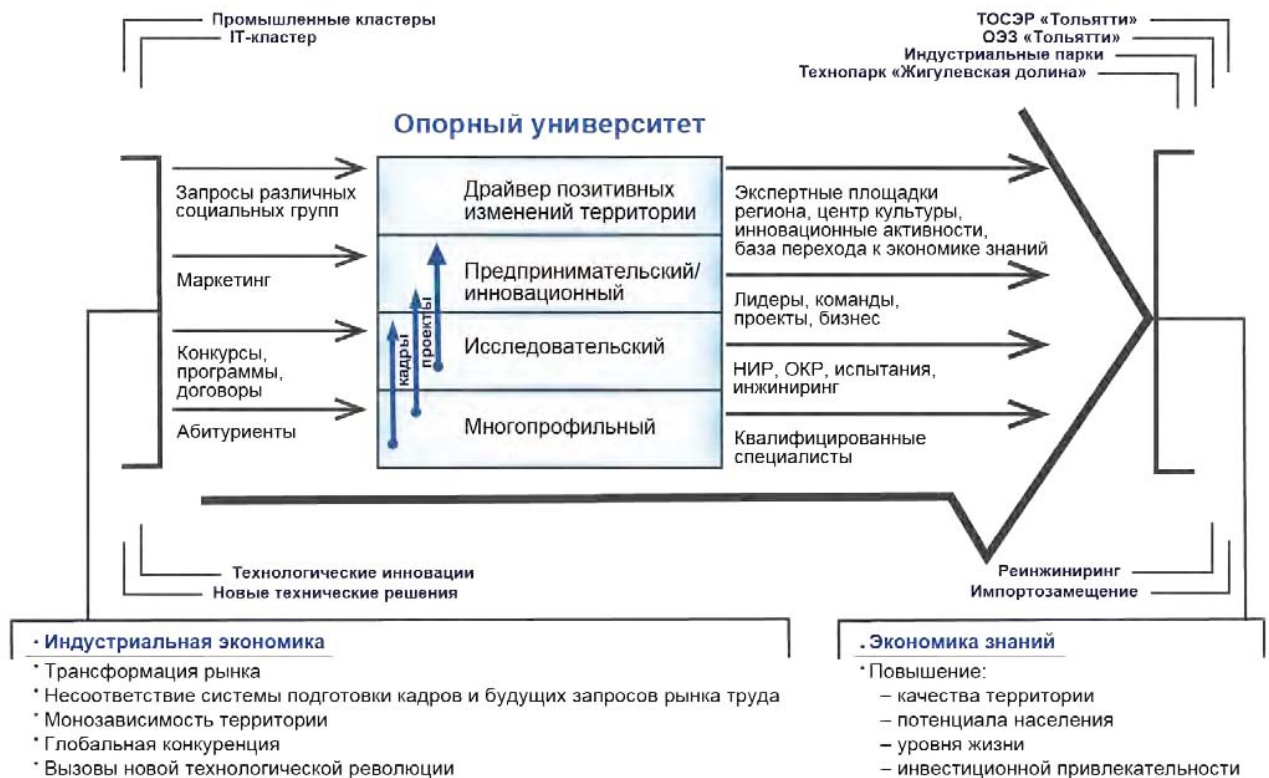 Промышленные кластеры
IT-кластер
ТОСЭР «Тольятти»
ОЭЗ «Тольятти»
Индустриальные парки
Технопарк «Жигулевская долина»
Опорный университет
Запросы различных
социальных групп
Маркетинг
Конкурсы,
программы,
договоры
Абитуриенты
Драйвер позитивных
изменений территории
Предпринимательский/
инновационный
Исследовательский
Многопрофильный
кадры
проекты
Экспертные площадки
региона, центр культуры,
инновационные активности,
база перехода к экономике знаний
Лидеры, команды,
проекты, бизнес
НИР, ОКР, испытания,
инжиниринг
Квалифицированные
специалисты
Технологические инновации
Новые технические решения
Реинжиниринг
Импортозамещение
· Индустриальная экономика
* Трансформация рынка
* Несоответствие системы подготовки кадров и будущих запросов рынка труда
* Монозависимость территории
* Глобальная конкуренция
* Вызовы новой технологической революции
. Экономика знаний
* Повышение:
– качества территории
– потенциала населения
– уровня жизни
– инвестиционной привлекательности